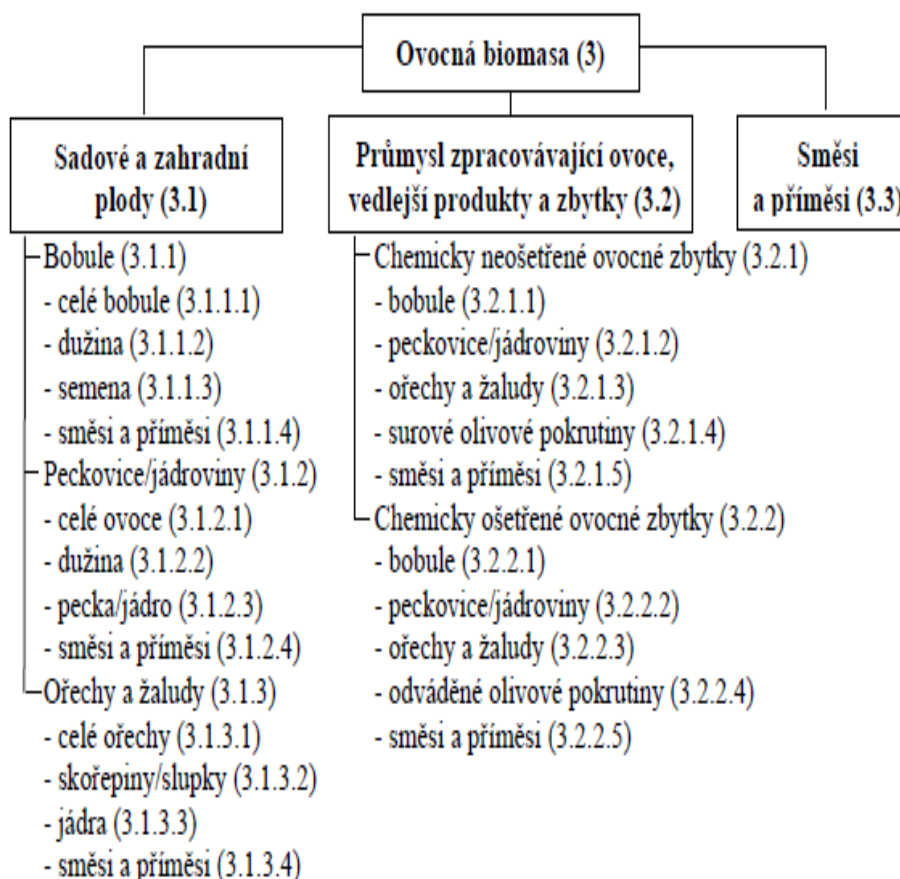 Ovocná biomasa (3)
Sadové a zahradní
plody (3.1)
Bobule (3.1.1)
- celé bobule (3.1.1.1)
- dužina (3.1.1.2)
- semena (3.1.1.3)
- směsi a příměsi (3.1.1.4)
Peckovice/jádroviny (3.1.2)
- celé ovoce (3.1.2.1)
- dužina (3.1.2.2)
- pecka/jádro (3.1.2.3)
- směsi a příměsi (3.1.2.4)
Ořechy a žaludy (3.1.3)
- celé ořechy (3.1.3.1)
- skořepiny/slupky (3.1.3.2)
- jádra (3.1.3.3)
- směsi a příměsi (3.1.3.4)
Průmysl zpracovávající ovoce,
vedlejší produkty a zbytky (3.2)
Chemicky neošetřené ovocné zbytky (3.2.1)
- bobule (3.2.1.1)
- peckovice/jádroviny (3.2.1.2)
- ořechy a žaludy (3.2.1.3)
- surové olivové pokrutiny (3.2.1.4)
- směsi a příměsi (3.2.1.5)
Chemicky ošetřené ovocné zbytky (3.2.2)
- bobule (3.2.2.1)
- peckovice/jádroviny (3.2.2.2)
- ořechy a žaludy (3.2.2.3)
- odváděné olivové pokrutiny (3.2.2.4)
- směsi a příměsi (3.2.2.5)
Směsi
a příměsi (3.3)